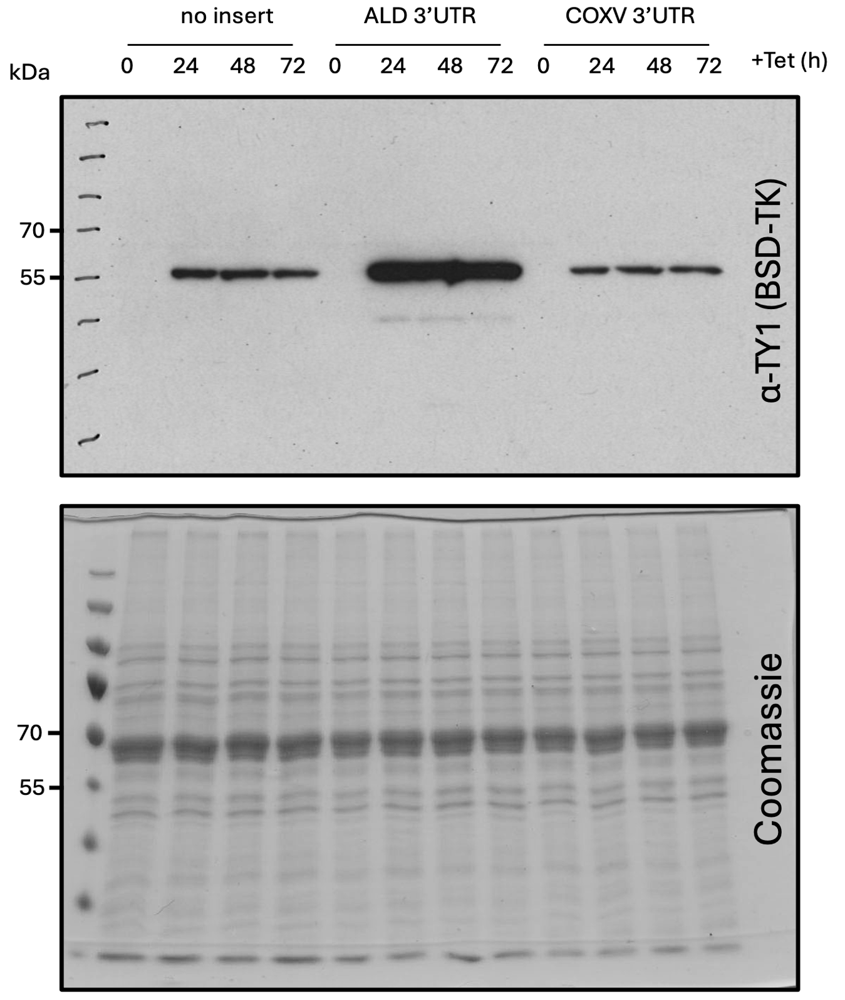 no insert ALD 3’UTR COXV 3’UTR
kDa 0 24 48 72 0 24 48 72 0 24 48 72 +Tet (h)
70
55
α-TY1 (BSD-TK)
70
55
Coomassie